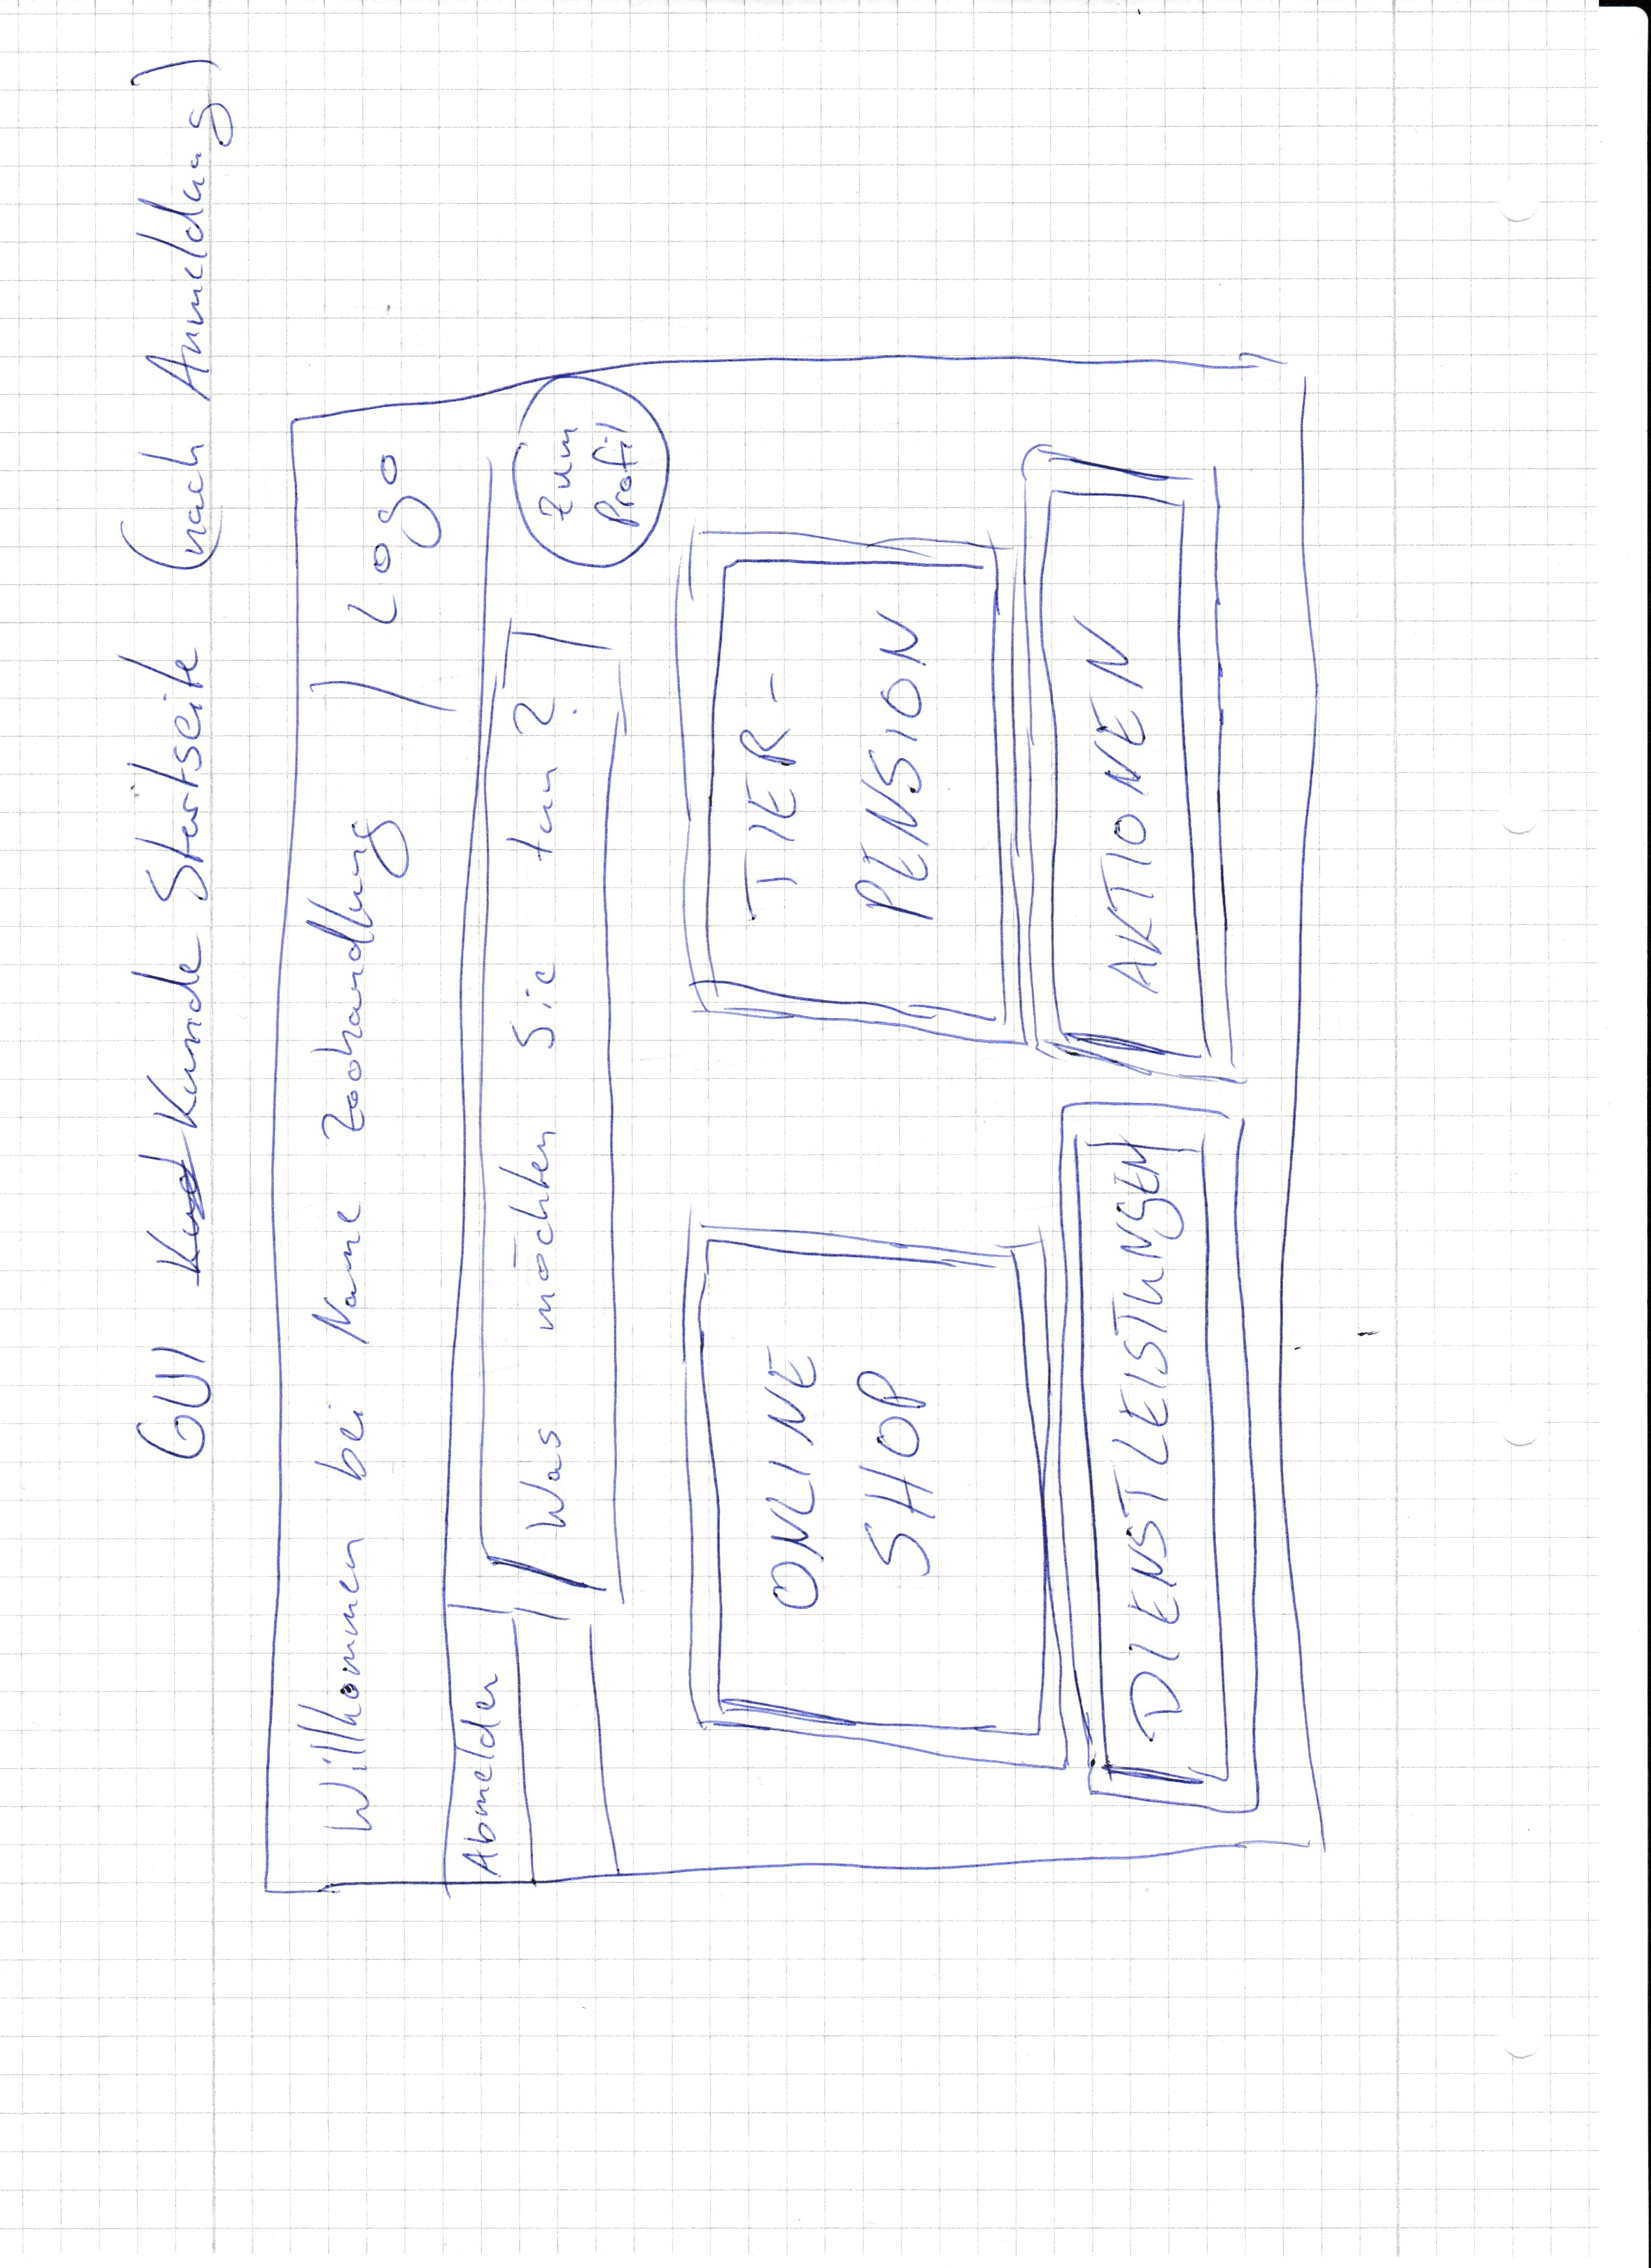 GUI Kunde Startseite (nach Anmeldung)
Willkommen bei Name Zoohandlung
Logo
Abmelden
Was möchten Sie tun?
Zum
Profil
ONLINE
SHOP
TIER-
PENSION
DIENSTLEISTUNGEN
AKTIONEN